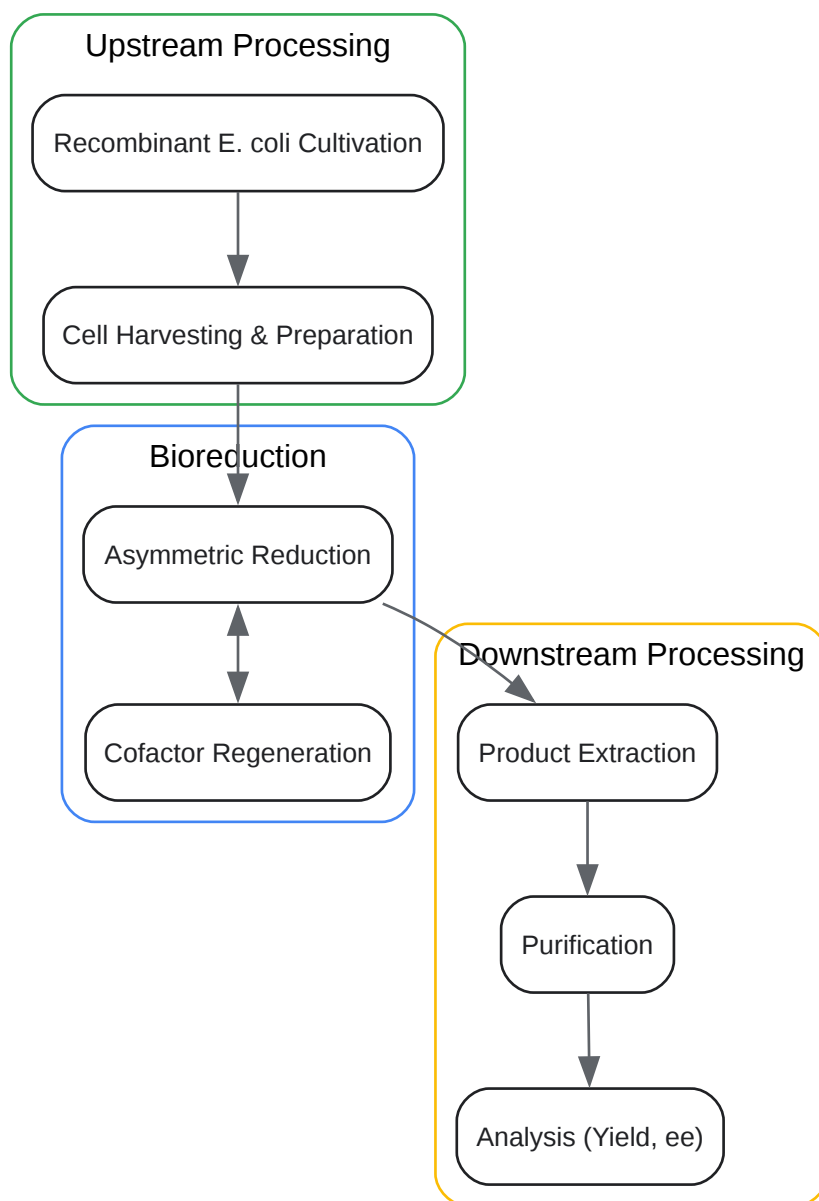 Upstream Processing
Recombinant E. coli Cultivation
Cell Harvesting & Preparation
Bioreduction
Asymmetric Reduction
Cofactor Regeneration
Downstream Processing
Product Extraction
Purification
Analysis (Yield, ee)